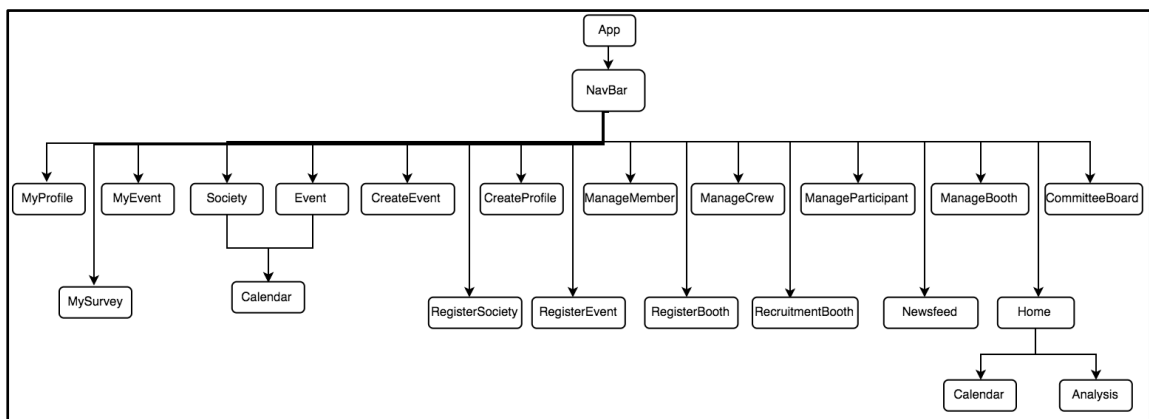 App
NavBar
MyProfile
MyEvent
Society
Event
CreateEvent
CreateProfile
ManageMember
ManageCrew
ManageParticipant
ManageBooth
CommitteeBoard
MySurvey
Calendar
RegisterSociety
RegisterEvent
RegisterBooth
RecruitmentBooth
Newsfeed
Home
Calendar
Analysis